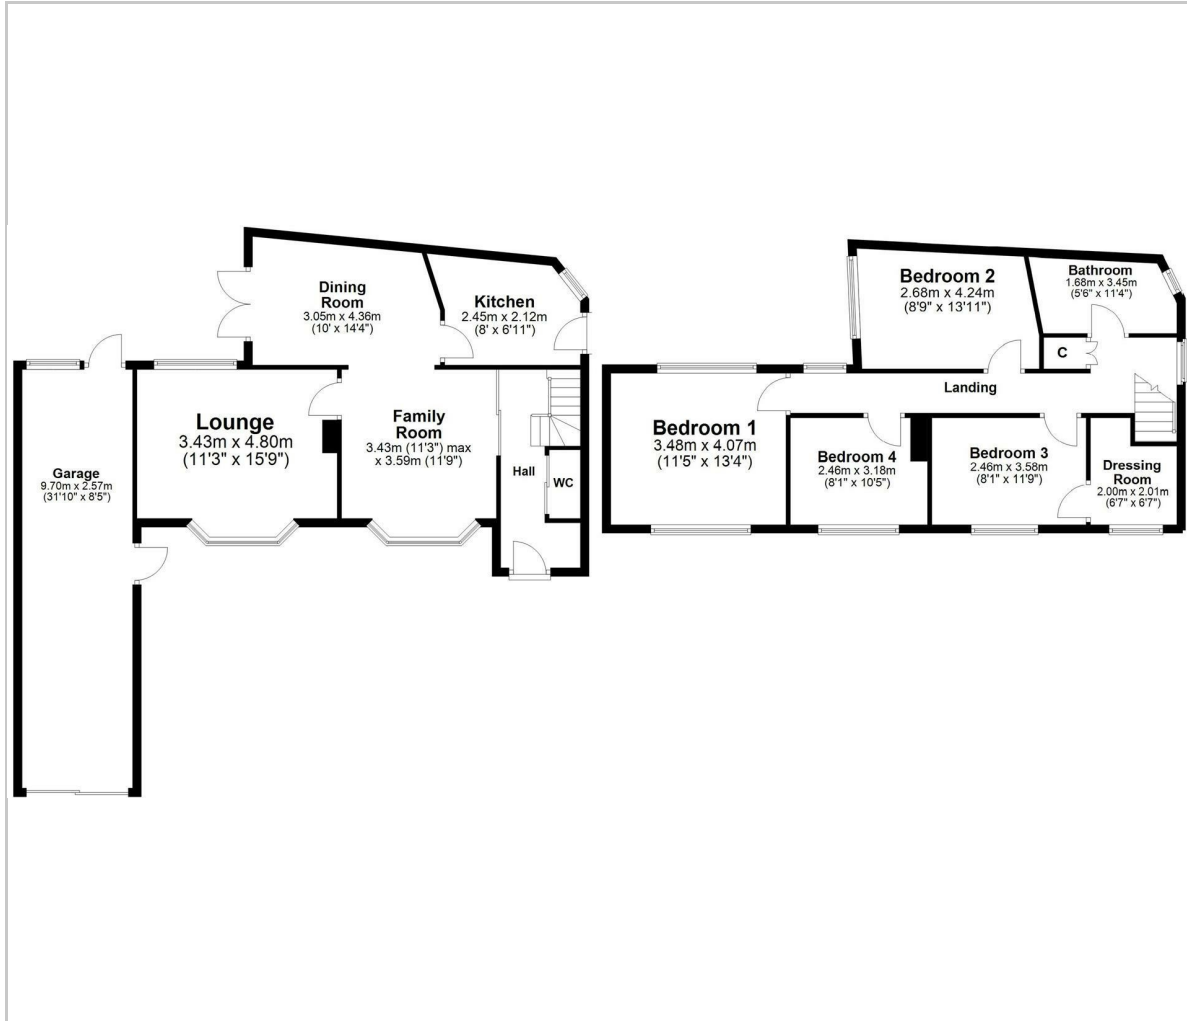 Dining
Room
3.05m x 4.36m
(10' x 14'4")
Kitchen
2.45m x 2.12m
(8' x 6'11")
Lounge
3.43m x 4.80m
(11'3" x 15'9")
Family
Room
3.43m (11'3") max
x 3.59m (11'9")
Hall
WC
Garage
9.70m x 2.57m
(31'10" x 8'5")
Bedroom 2
2.68m x 4.24m
(8'9" x 13'11")
Bathroom
1.68m x 3.45m
(5'6" x 11'4")
C
Landing
Bedroom 1
3.48m x 4.07m
(11'5" x 13'4")
Bedroom 4
2.46m x 3.18m
(8'1" x 10'5")
Bedroom 3
2.46m x 3.58m
(8'1" x 11'9")
Dressing
Room
2.00m x 2.01m
(6'7" x 6'7")